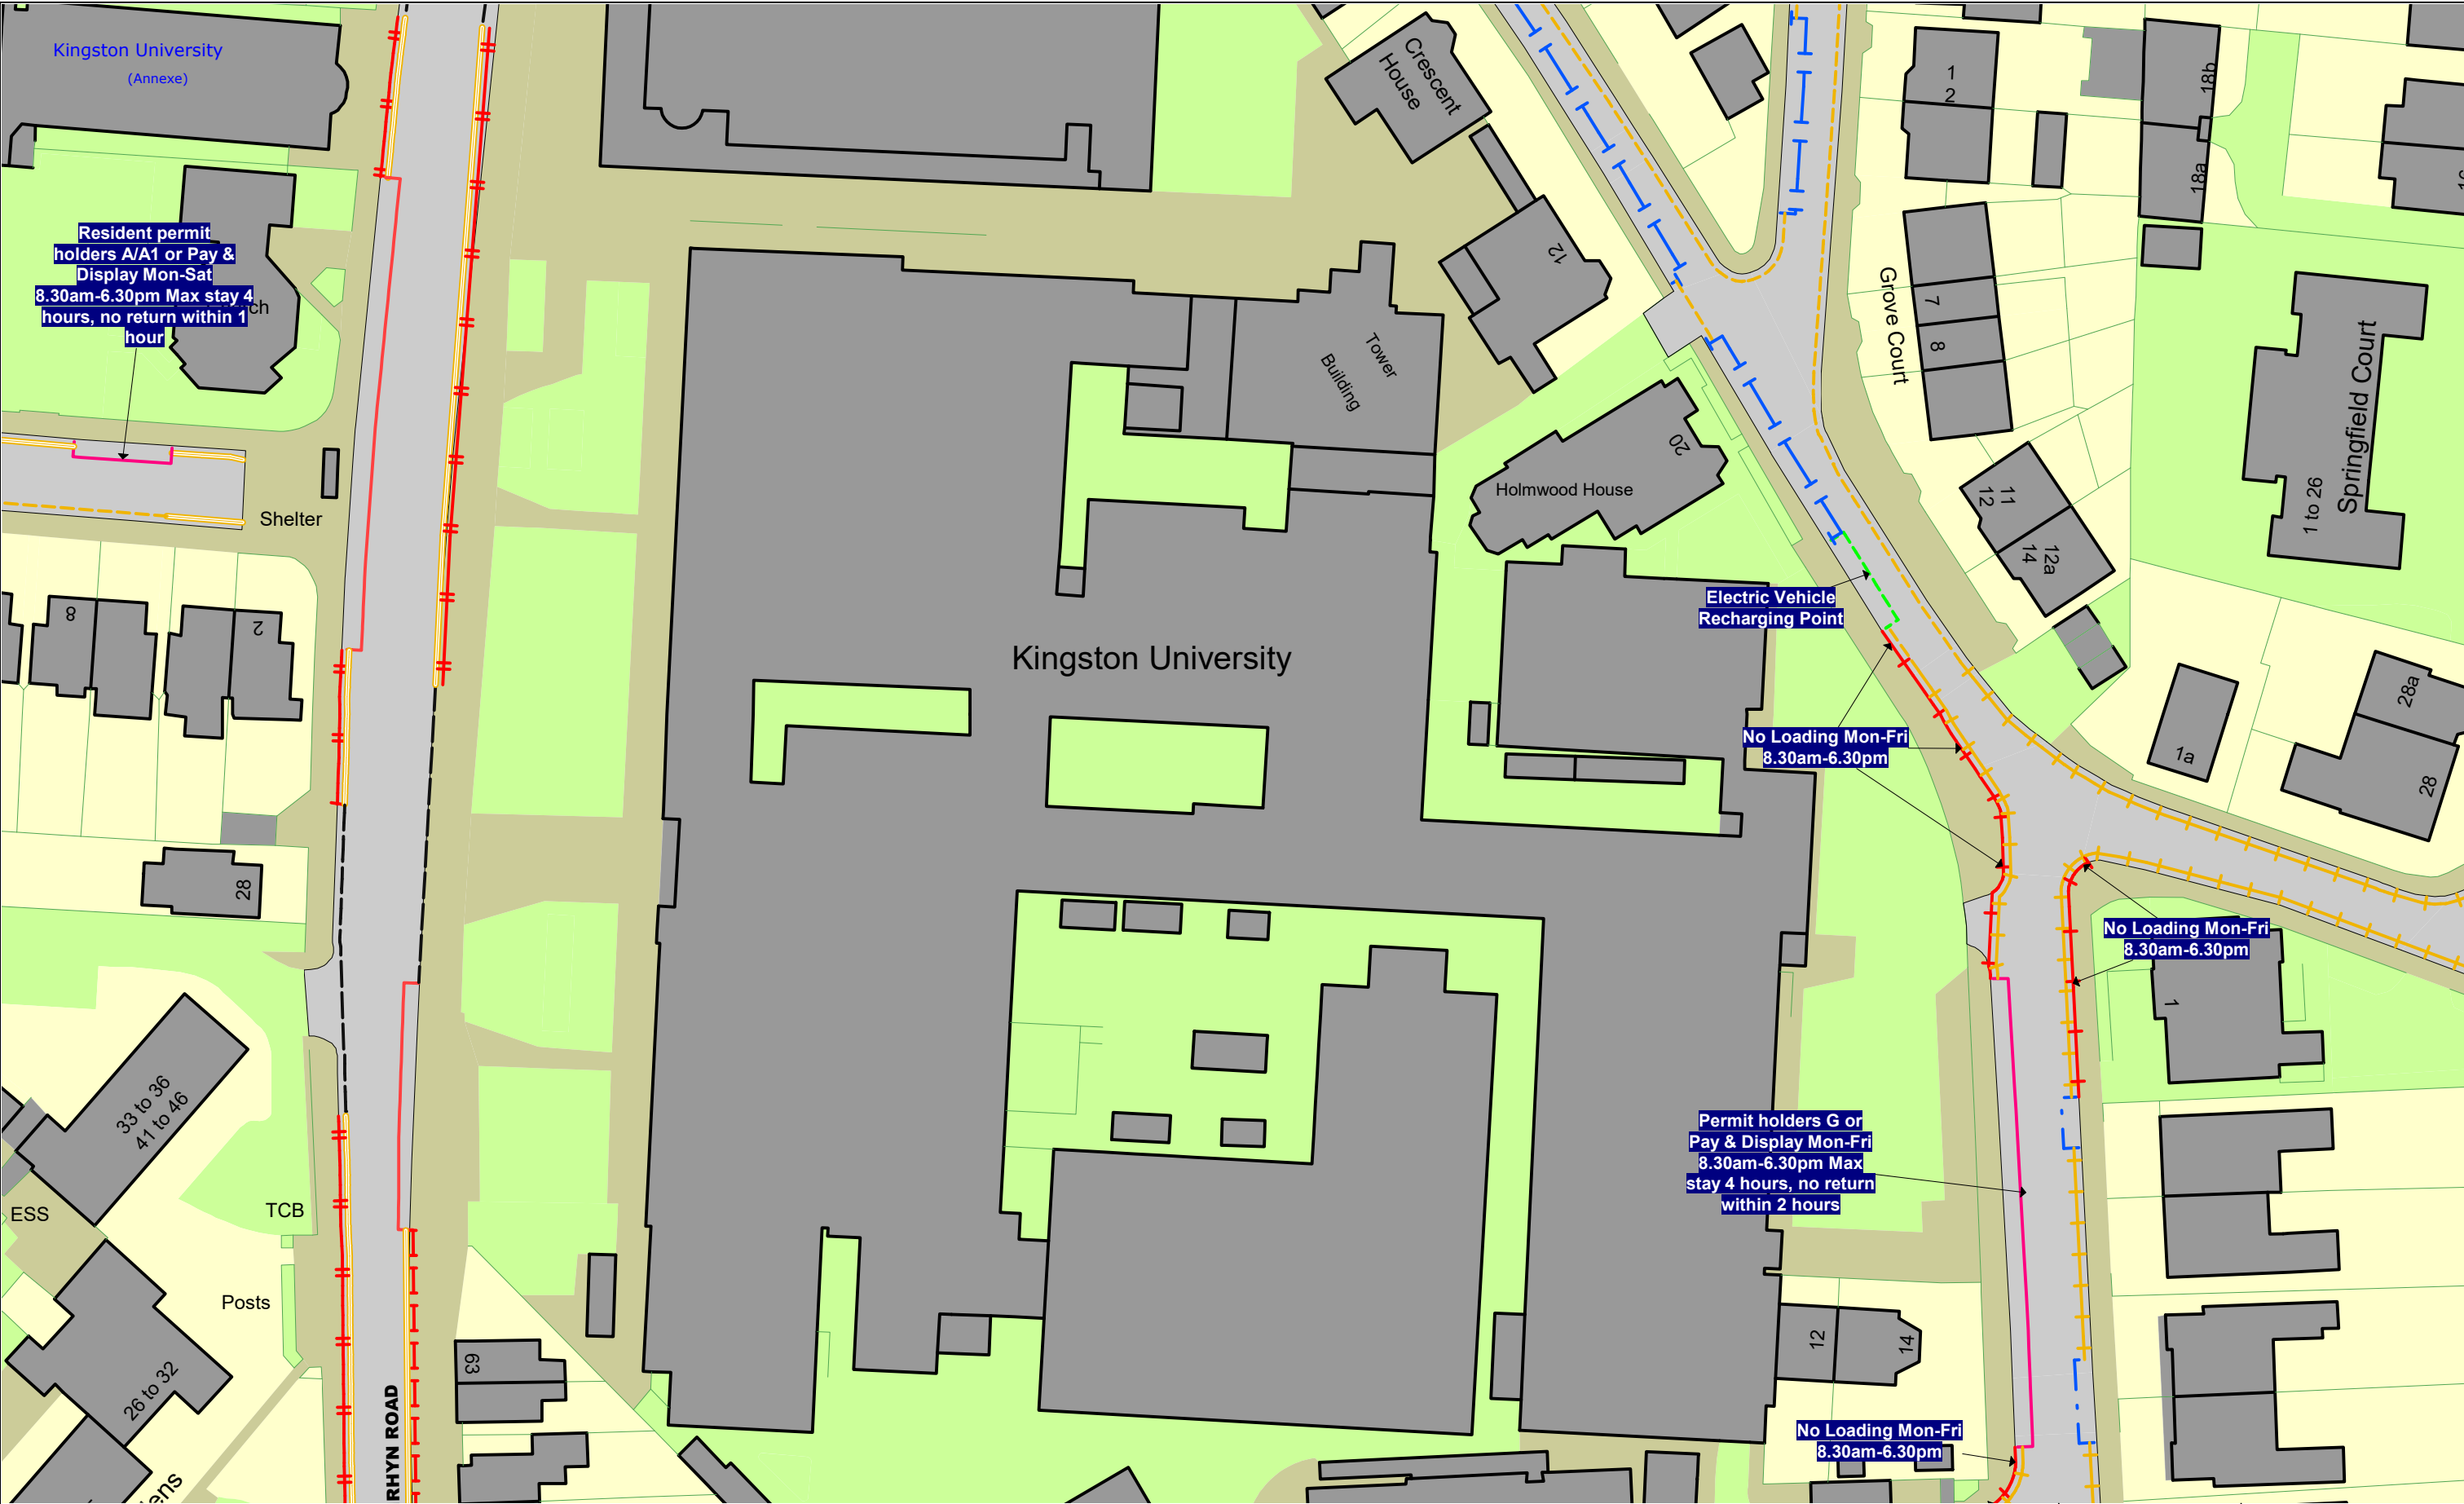 Kingston University
(Annexe)
Resident permit
holders A/A1 or Pay &
Display Mon-Sat
8.30am-6.30pm Max stay 4
hours, no return within 1
hour
Shelter
8
2
28
33 to 36
41 to 46
TCB
ESS
Posts
26 to 32
RHYN ROAD
63
Kingston University
Tower
Building
Crescent
House
12
20
Holmwood House
Electric Vehicle
Recharging Point
No Loading Mon-Fri
8.30am-6.30pm
No Loading Mon-Fri
8.30am-6.30pm
Permit holders G or
Pay & Display Mon-Fri
8.30am-6.30pm Max
stay 4 hours, no return
within 2 hours
12
14
No Loading Mon-Fri
8.30am-6.30pm
1
2
18b
18a
Grove Court
7
8
11
12
12a
14
Springfield Court
1 to 26
1a
28a
28
1